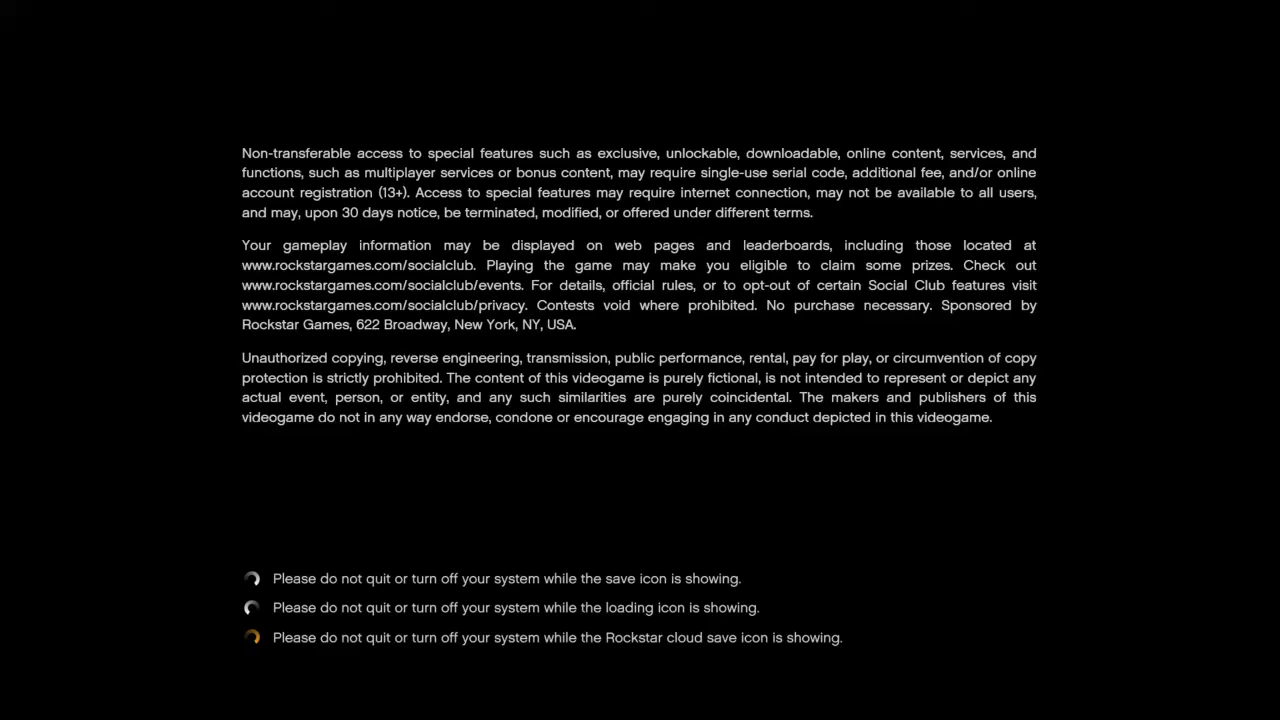 Non-transferable access to special features such as exclusive, unlockable, downloadable, online content, services, and
functions, such as multiplayer services or bonus content, may require single-use serial code, additional fee, and/or online
account registration (13+). Access to special features may require internet connection, may not be available to all users,
and may, upon 30 days notice, be terminated, modified, or offered under different terms.
Your gameplay information may be displayed on web pages and leaderboards, including those located at
www.rockstargames.com/socialclub. Playing the game may make you eligible to claim some prizes. Check out
www.rockstargames.com/socialclub/events. For details, official rules, or to opt-out of certain Social Club features visit
www.rockstargames.com/socialclub/privacy. Contests void where prohibited. No purchase necessary. Sponsored by
Rockstar Games, 622 Broadway, New York, NY, USA.
Unauthorized copying, reverse engineering, transmission, public performance, rental, pay for play, or circumvention of copy
protection is strictly prohibited. The content of this videogame is purely fictional, is not intended to represent or depict any
actual event, person, or entity, and any such similarities are purely coincidental. The makers and publishers of this
videogame do not in any way endorse, condone or encourage engaging in any conduct depicted in this videogame.
Please do not quit or turn off your system while the save icon is showing.
Please do not quit or turn off your system while the loading icon is showing.
Please do not quit or turn off your system while the Rockstar cloud save icon is showing.